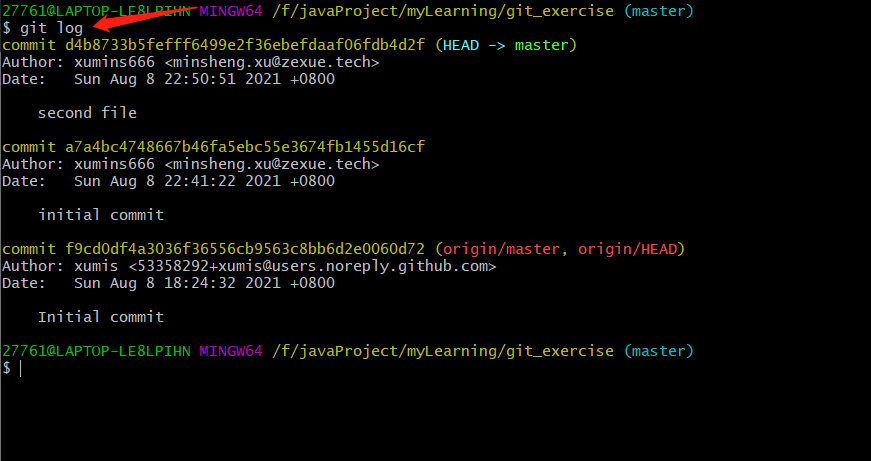 27761@LAPTOP-LE8LPIHN MINGW64 /f/javaProject/myLearning/git_exercise (master)
$ git log
commit d4b8733b5fefff6499e2f36ebefdaaf06fdb4d2f (HEAD -> master)
Author: xumins666 <minsheng.xu@zexue.tech>
Date:   Sun Aug 8 22:50:51 2021 +0800
second file
commit a7a4bc4748667b46fa5ebc55e3674fb1455d16cf
Author: xumins666 <minsheng.xu@zexue.tech>
Date:   Sun Aug 8 22:41:22 2021 +0800
initial commit
commit f9cd0df4a3036f36556cb9563c8bb6d2e0060d72 (origin/master, origin/HEAD)
Author: xumis <53358292+xumis@users.noreply.github.com>
Date:   Sun Aug 8 18:24:32 2021 +0800
Initial commit
27761@LAPTOP-LE8LPIHN MINGW64 /f/javaProject/myLearning/git_exercise (master)
$